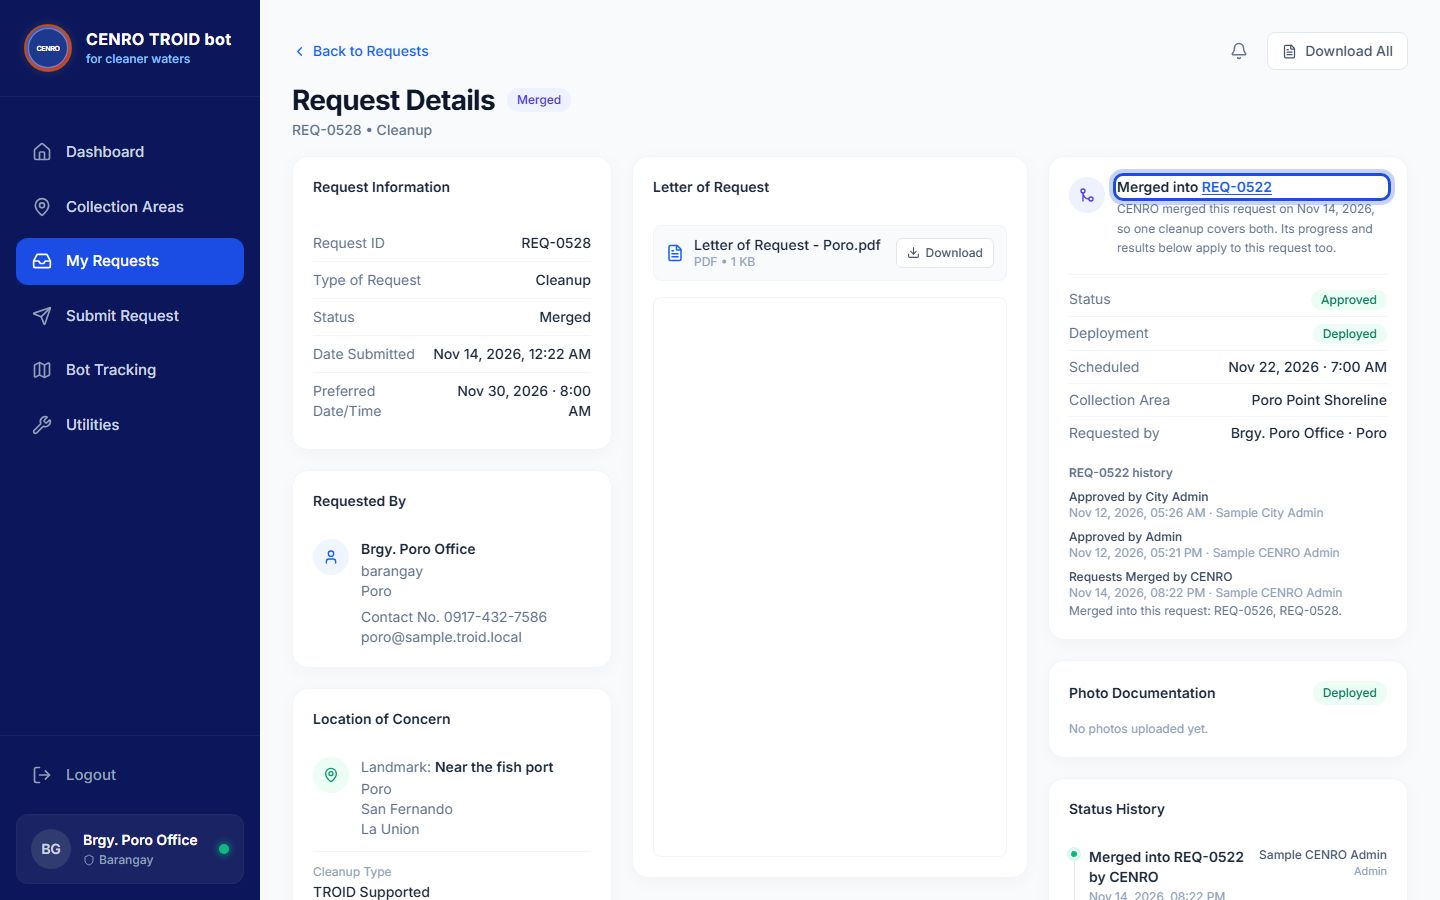 CENRO
CENRO TROID bot
for cleaner waters
Dashboard
Collection Areas
My Requests
Submit Request
Bot Tracking
Utilities
Logout
BG
Brgy. Poro Office
Barangay
Back to Requests
Download All
Request Details
Merged
REQ-0528 • Cleanup
Request Information
Request ID REQ-0528
Type of Request Cleanup
Status Merged
Date Submitted Nov 14, 2026, 12:22 AM
Preferred Nov 30, 2026 · 8:00
Date/Time AM
Requested By
Brgy. Poro Office
barangay
Poro
Contact No. 0917-432-7586
poro@sample.troid.local
Location of Concern
Landmark: Near the fish port
Poro
San Fernando
La Union
Cleanup Type
TROID Supported
Letter of Request
Letter of Request - Poro.pdf
PDF • 1 KB
Download
Merged into REQ-0522
CENRO merged this request on Nov 14, 2026,
so one cleanup covers both. Its progress and
results below apply to this request too.
Status Approved
Deployment Deployed
Scheduled Nov 22, 2026 · 7:00 AM
Collection Area Poro Point Shoreline
Requested by Brgy. Poro Office · Poro
REQ-0522 history
Approved by City Admin
Nov 12, 2026, 05:26 AM · Sample City Admin
Approved by Admin
Nov 12, 2026, 05:21 PM · Sample CENRO Admin
Requests Merged by CENRO
Nov 14, 2026, 08:22 PM · Sample CENRO Admin
Merged into this request: REQ-0526, REQ-0528.
Photo Documentation Deployed
No photos uploaded yet.
Status History
Merged into REQ-0522 Sample CENRO Admin
by CENRO Admin
Nov 14, 2026, 08:22 PM